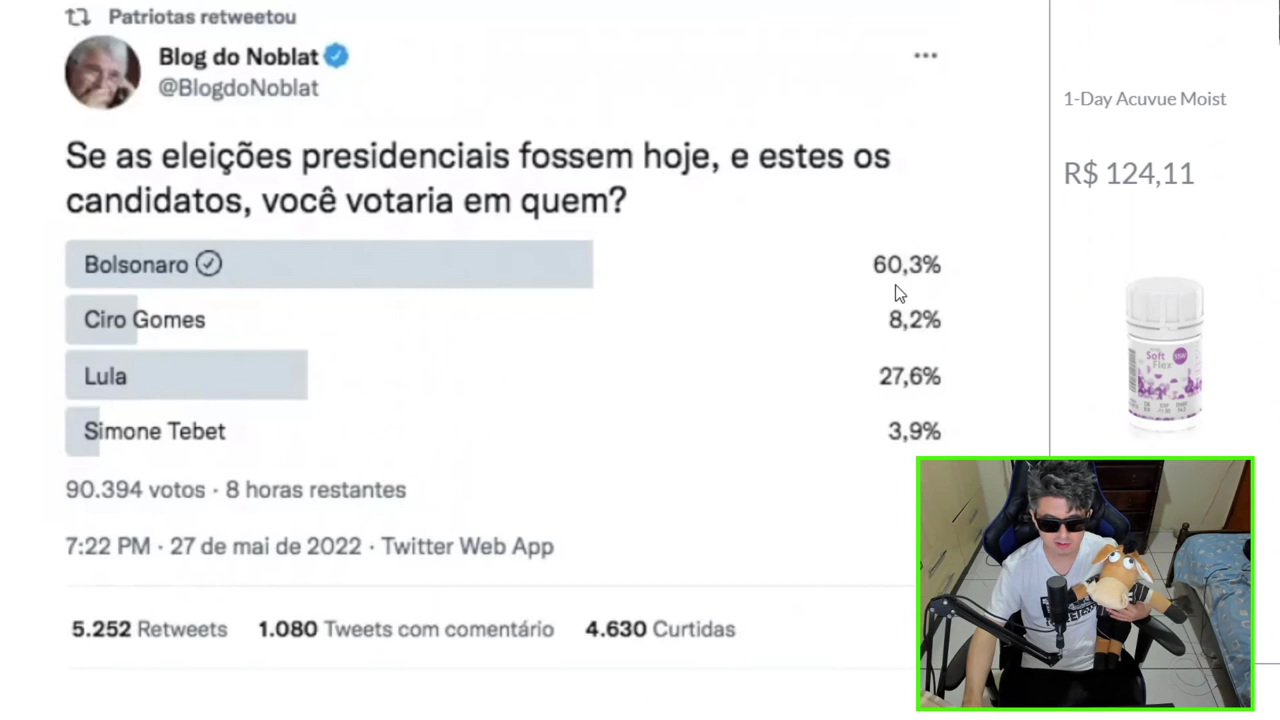 Patriotas retweetou
Blog do Noblat
@BlogdoNoblat
Se as eleições presidenciais fossem hoje, e estes os
candidatos, você votaria em quem?
Bolsonaro 60,3%
Ciro Gomes 8,2%
Lula 27,6%
Simone Tebet 3,9%
90.394 votos · 8 horas restantes
7:22 PM · 27 de mai de 2022 · Twitter Web App
5.252 Retweets 1.080 Tweets com comentário 4.630 Curtidas
1-Day Acuvue Moist
R$ 124,11
Soft
Flex